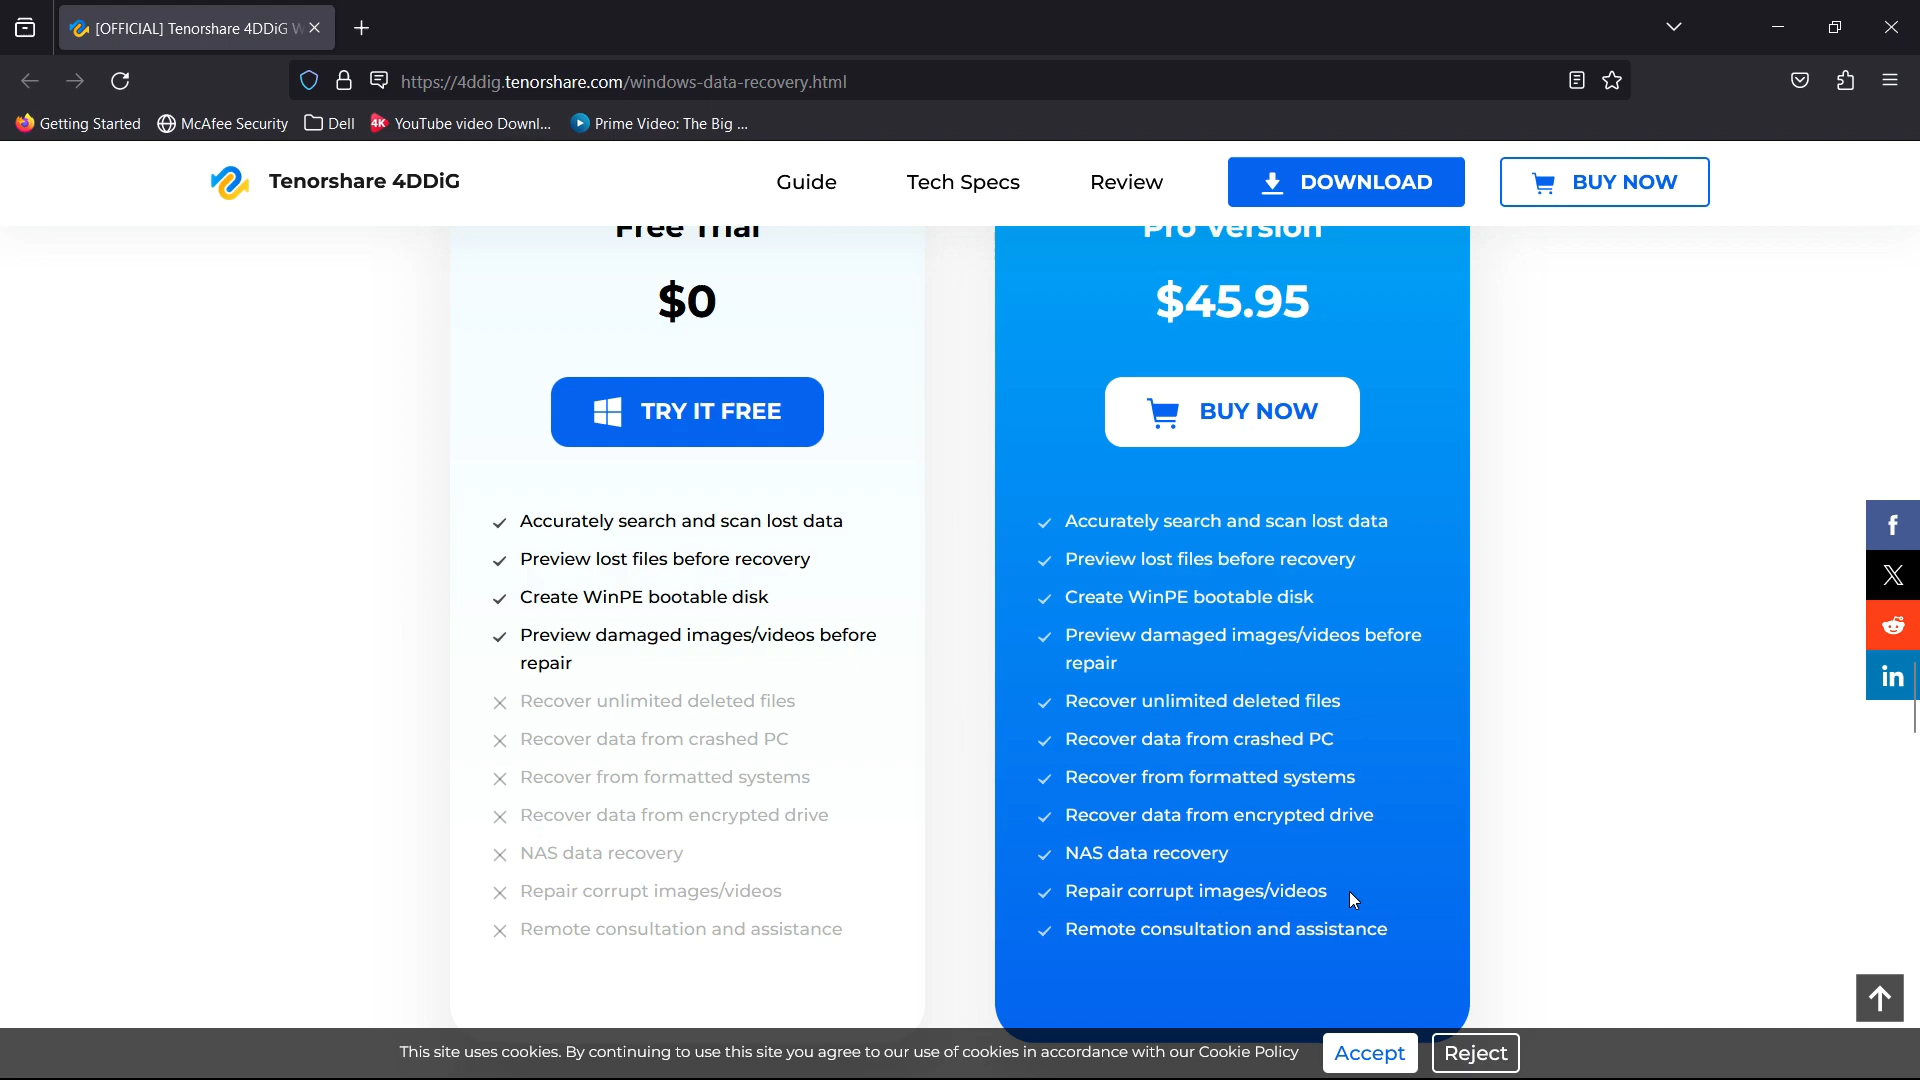 [OFFICIAL] Tenorshare 4DDiG W
https://4ddig.tenorshare.com/windows-data-recovery.html
Getting Started
McAfee Security
Dell
4K YouTube video Downl...
Prime Video: The Big ...
Tenorshare 4DDiG
Guide
Tech Specs
Review
DOWNLOAD
BUY NOW
Free Trial
$0
TRY IT FREE
Accurately search and scan lost data
Preview lost files before recovery
Create WinPE bootable disk
Preview damaged images/videos before
repair
Recover unlimited deleted files
Recover data from crashed PC
Recover from formatted systems
Recover data from encrypted drive
NAS data recovery
Repair corrupt images/videos
Remote consultation and assistance
Pro Version
$45.95
BUY NOW
Accurately search and scan lost data
Preview lost files before recovery
Create WinPE bootable disk
Preview damaged images/videos before
repair
Recover unlimited deleted files
Recover data from crashed PC
Recover from formatted systems
Recover data from encrypted drive
NAS data recovery
Repair corrupt images/videos
Remote consultation and assistance
f
X
in
This site uses cookies. By continuing to use this site you agree to our use of cookies in accordance with our Cookie Policy
Accept
Reject